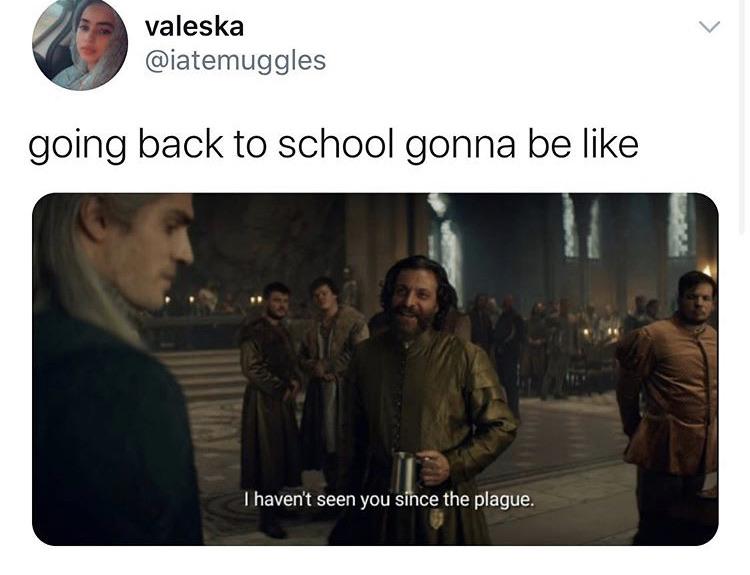 valeska
@iatemuggles
going back to school gonna be like
I haven't seen you since the plague.